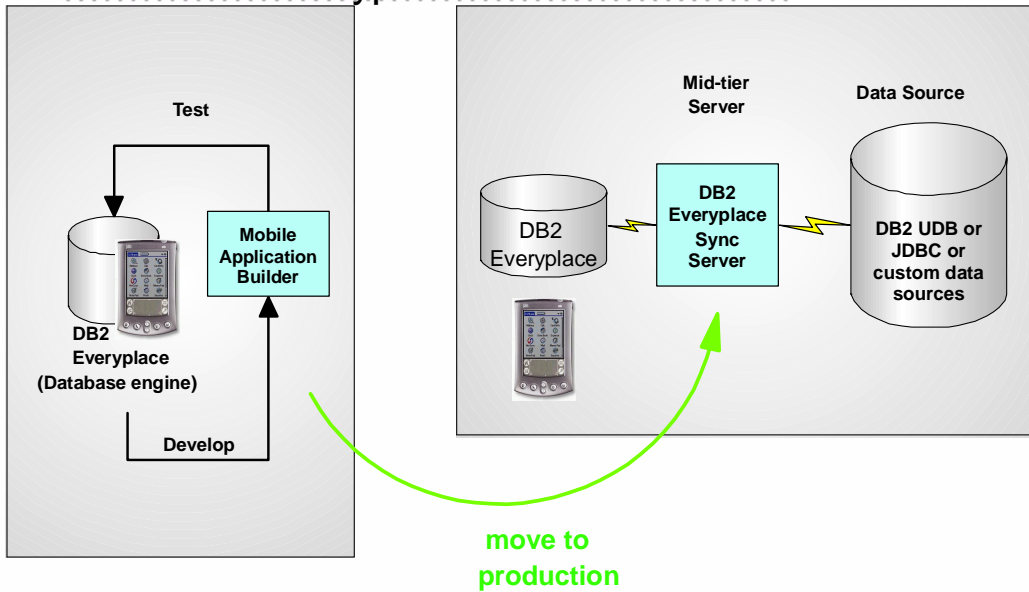 Test
Mobile
Application
Builder
DB2
Everyplace
(Database engine)
Develop
Mid-tier
Server
Data Source
DB2
Everyplace
DB2
Everyplace
Sync
Server
DB2 UDB or
JDBC or
custom data
sources
move to
production